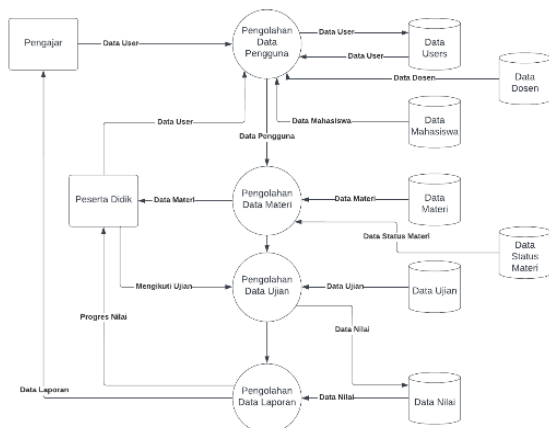 Pengajar
Data User
Pengolahan
Data
Pengguna
Data User
Data User
Data
Users
Data Dosen
Data
Dosen
Data Mahasiswa
Data
Mahasiswa
Data User
Data Pengguna
Peserta Didik
Data Materi
Pengolahan
Data Materi
Data Materi
Data
Materi
Data Status Materi
Data
Status
Materi
Mengikuti Ujian
Pengolahan
Data Ujian
Data Ujian
Data Ujian
Progres Nilai
Data Nilai
Data Laporan
Pengolahan
Data Laporan
Data Nilai
Data Nilai